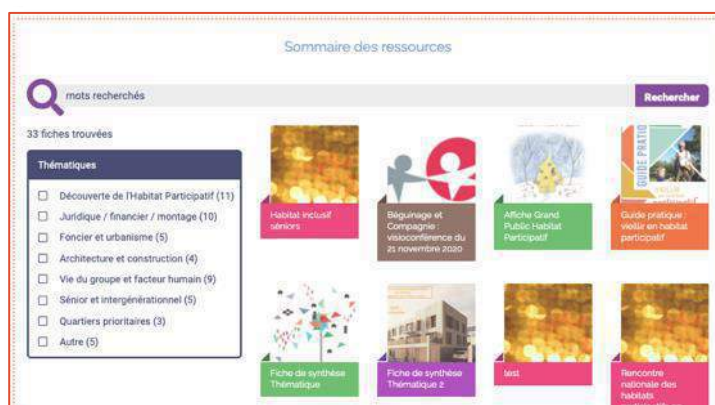 Sommaire des ressources
mots recherchés
Rechercher
33 fiches trouvées
Thématiques
Découverte de l'Habitat Participatif (11)
Juridique / financier / montage (10)
Foncier et urbanisme (5)
Architecture et construction (4)
Vie du groupe et facteur humain (9)
Sénior et intergénérationnel (5)
Quartiers prioritaires (3)
Autre (5)
Habitat inclusif
séniors
Béguinage et
Compagnie :
visioconférence du
21 novembre 2020
Affiche Grand
Public Habitat
Participatif
GUIDE PRATIQ
Guide pratique :
vieillir en habitat
participatif
Fiche de synthèse
Thématique
Fiche de synthèse
Thématique 2
test
Rencontre
nationale des
habitats